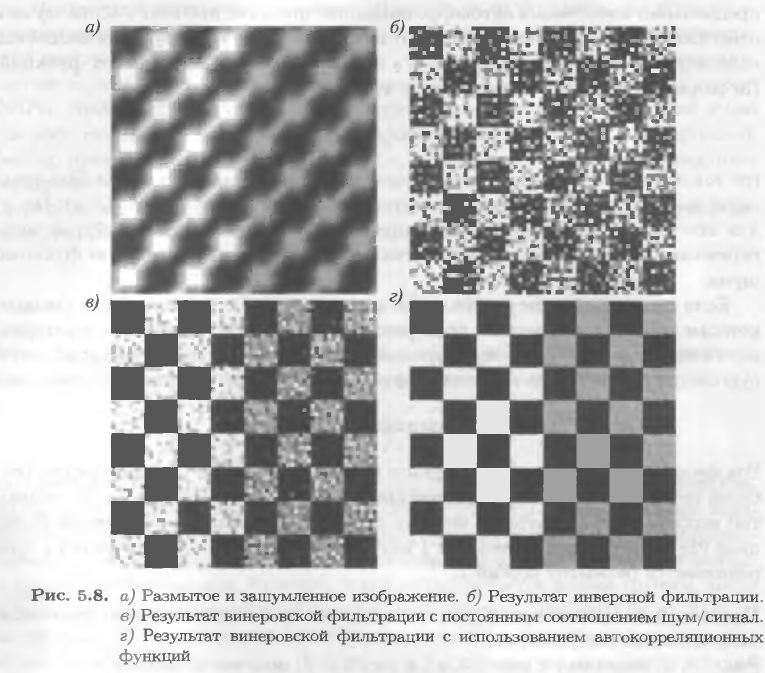 а)
б)
в)
г)
Рис. 5.8. а) Размытое и зашумленное изображение. б) Результат инверсной фильтрации.
в) Результат винеровской фильтрации с постоянным соотношением шум/сигнал.
г) Результат винеровской фильтрации с использованием автокорреляционных
функций